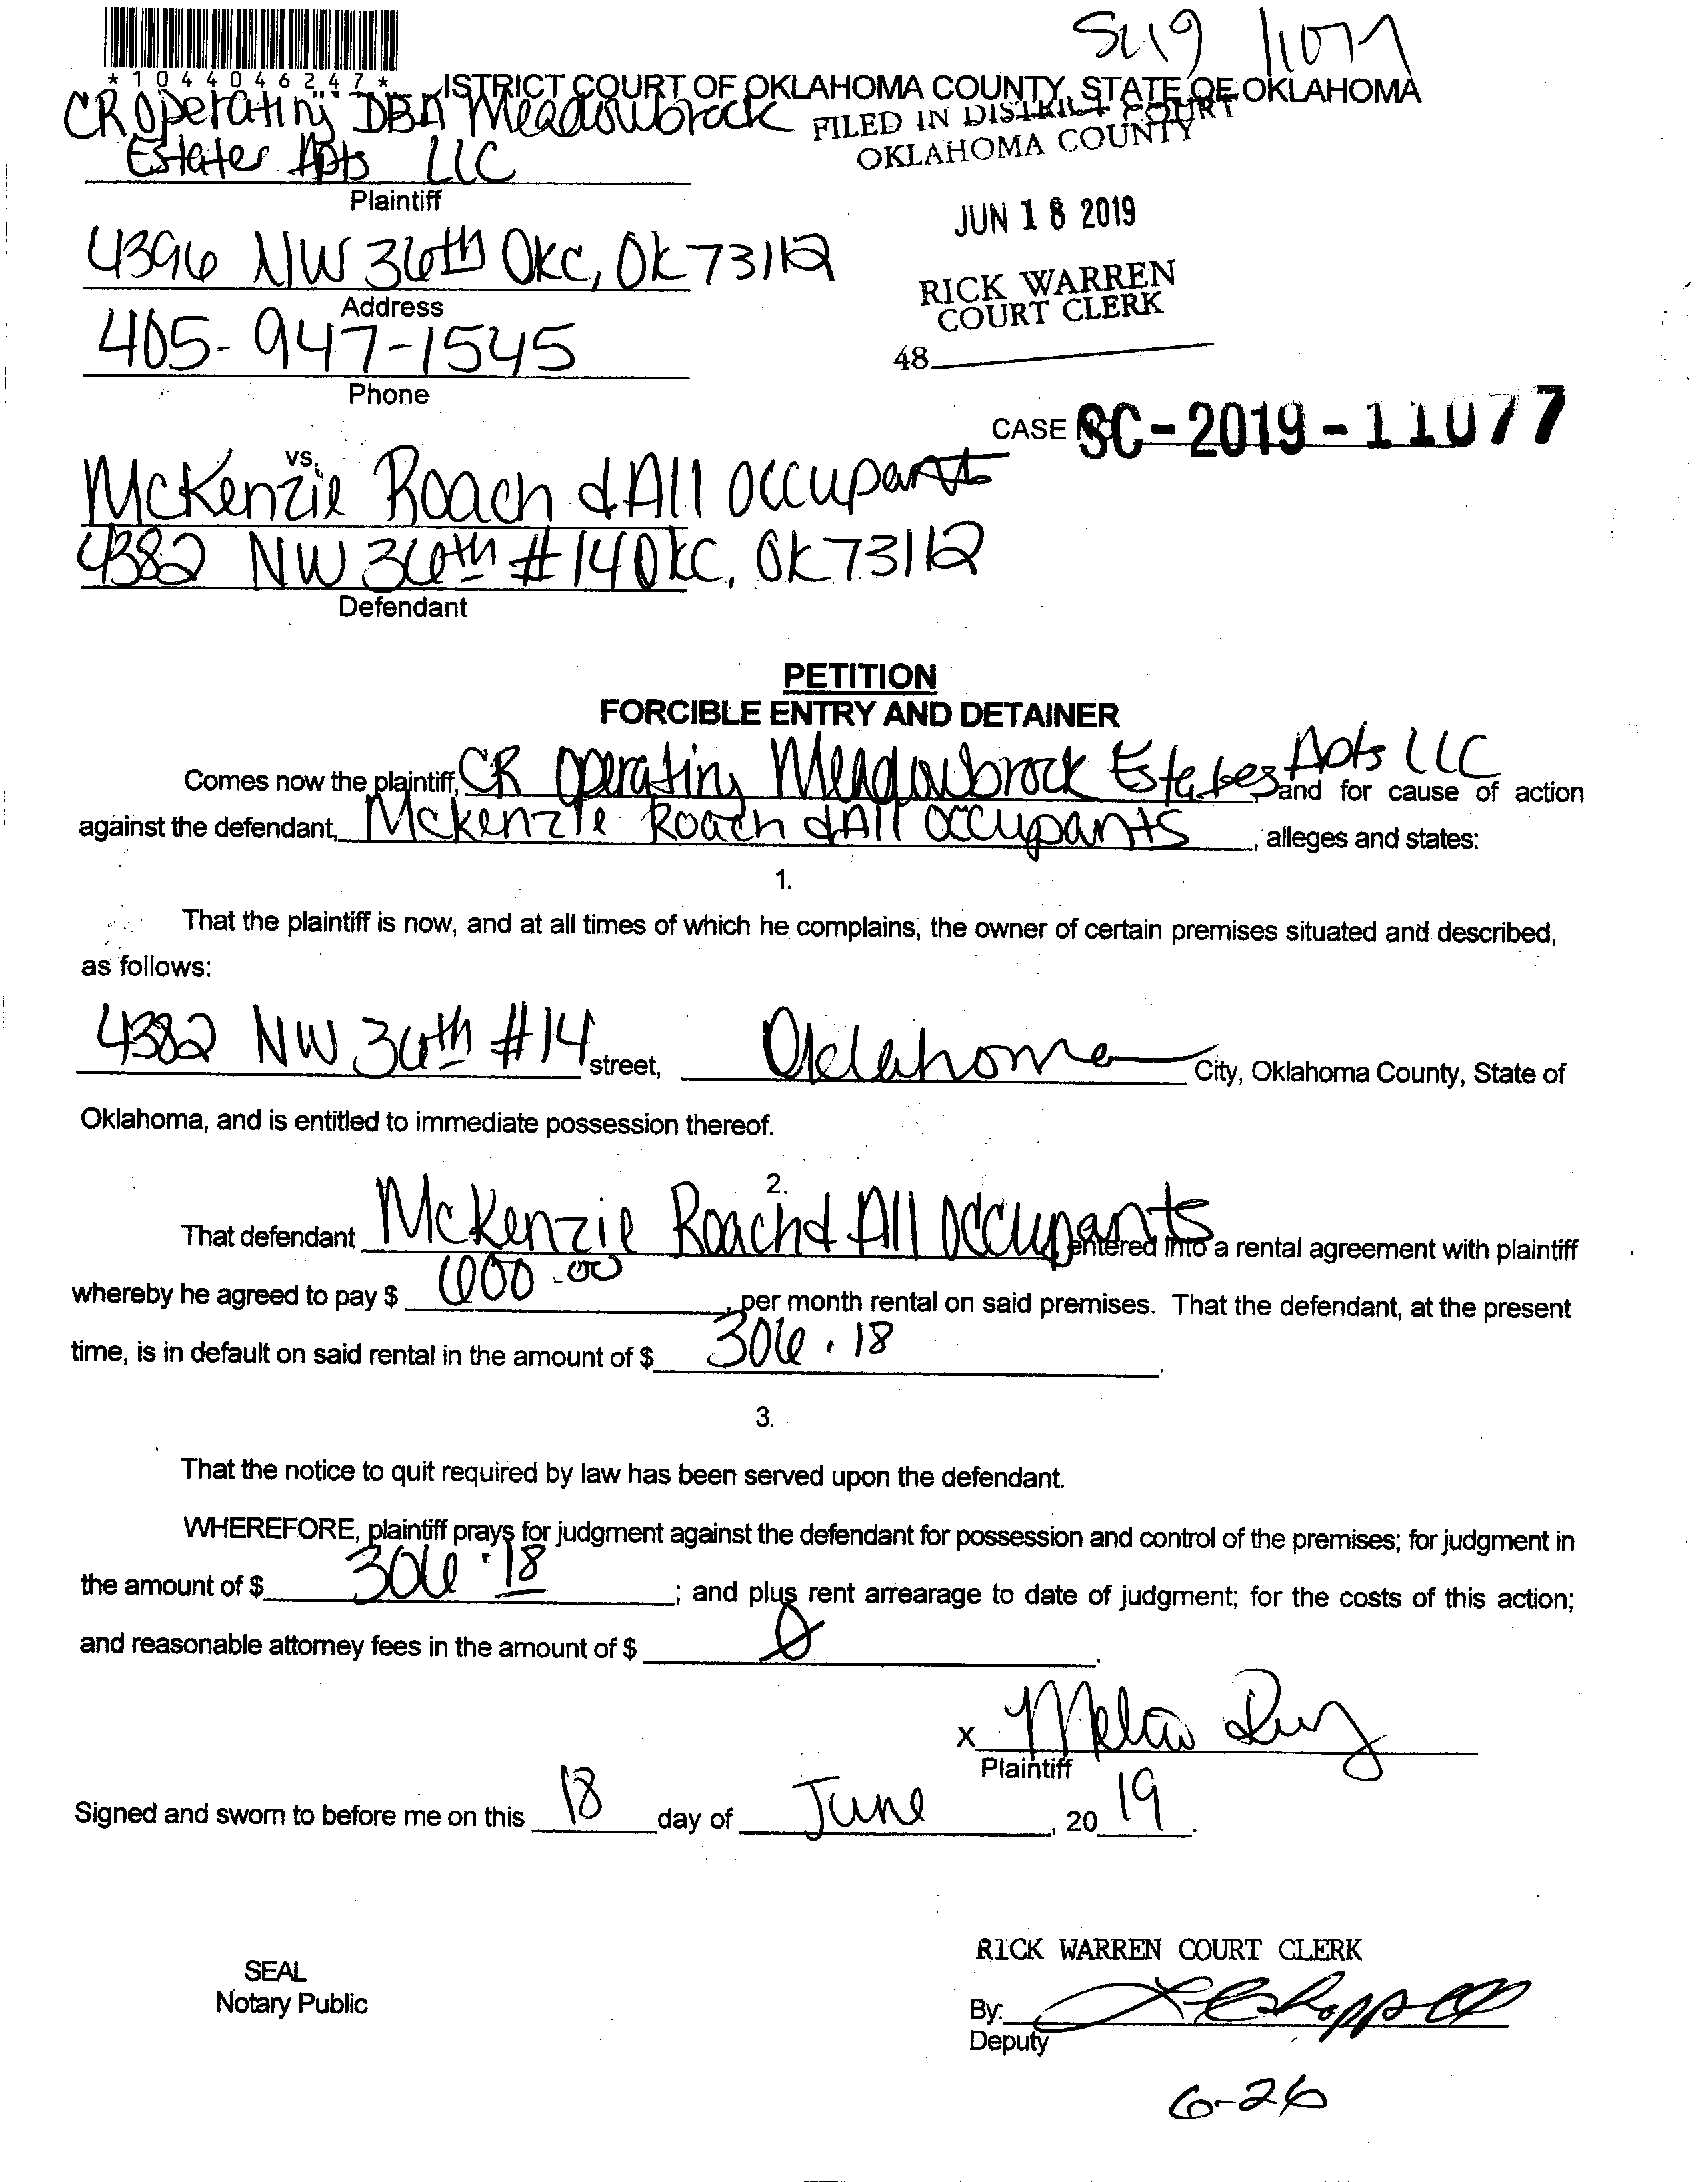 SC19 11077
*1044046247*
ISTRICT COURT OF OKLAHOMA COUNTY, STATE OF OKLAHOMA
CR Operating DBA Meadowbrock
Estates Apts LLC
Plaintiff
FILED IN DISTRICT COURT
OKLAHOMA COUNTY
JUN 18 2019
4396 NW 36th OKC, OK 73112
Address
RICK WARREN
COURT CLERK
405-947-1545
Phone
48
CASE SC-2019-11077
vs.
McKenzie Roach & All occupants
4382 NW 36th #14 OKC, OK 73112
Defendant
PETITION
FORCIBLE ENTRY AND DETAINER
Comes now the plaintiff, CR Operating Meadowbrock Estates Apts LLC, and for cause of action
against the defendant, Mckenzie Roach & All occupants, alleges and states:
1.
That the plaintiff is now, and at all times of which he complains, the owner of certain premises situated and described,
as follows:
4382 NW 36th #14 street, Oklahoma City, Oklahoma County, State of
Oklahoma, and is entitled to immediate possession thereof.
2.
That defendant McKenzie Roach & All occupants entered into a rental agreement with plaintiff
whereby he agreed to pay $ 600.00, per month rental on said premises. That the defendant, at the present
time, is in default on said rental in the amount of $ 306.18.
3.
That the notice to quit required by law has been served upon the defendant.
WHEREFORE, plaintiff prays for judgment against the defendant for possession and control of the premises; for judgment in
the amount of $ 306.18; and plus rent arrearage to date of judgment; for the costs of this action;
and reasonable attorney fees in the amount of $ 0.
X
Plaintiff
Signed and sworn to before me on this 18 day of June, 2019.
RICK WARREN COURT CLERK
SEAL
Notary Public
By:
Deputy
6-26